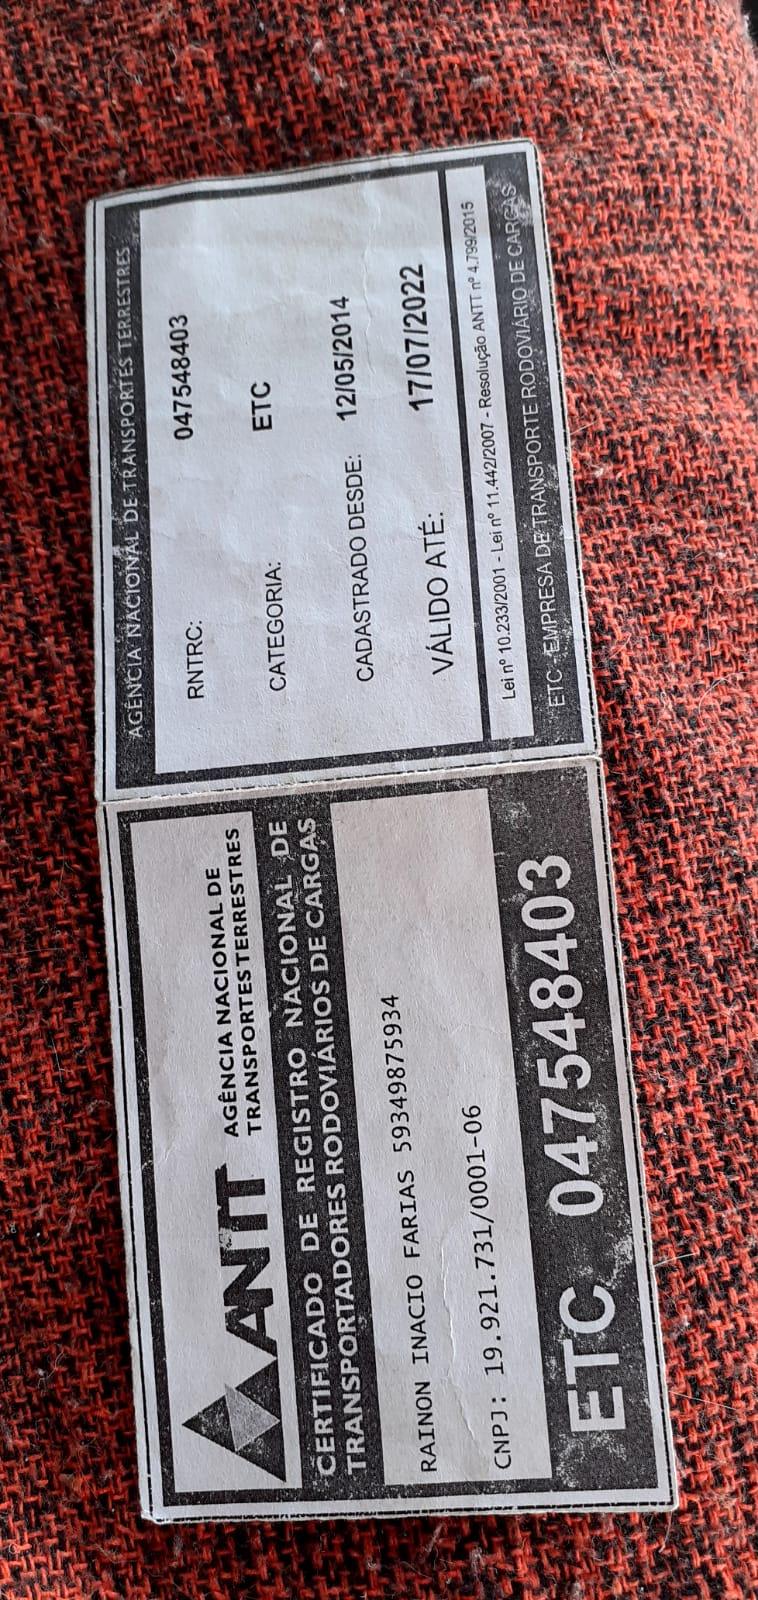 ANTT
AGÊNCIA NACIONAL DE
TRANSPORTES TERRESTRES
CERTIFICADO DE REGISTRO NACIONAL DE
TRANSPORTADORES RODOVIÁRIOS DE CARGAS
RAINON INACIO FARIAS 59349875934
CNPJ: 19.921.731/0001-06
ETC 047548403
AGÊNCIA NACIONAL DE TRANSPORTES TERRESTRES
RNTRC: 047548403
CATEGORIA: ETC
CADASTRADO DESDE: 12/05/2014
VÁLIDO ATÉ: 17/07/2022
Lei nº 10.233/2001 - Lei nº 11.442/2007 - Resolução ANTT nº 4.799/2015
ETC - EMPRESA DE TRANSPORTE RODOVIÁRIO DE CARGAS